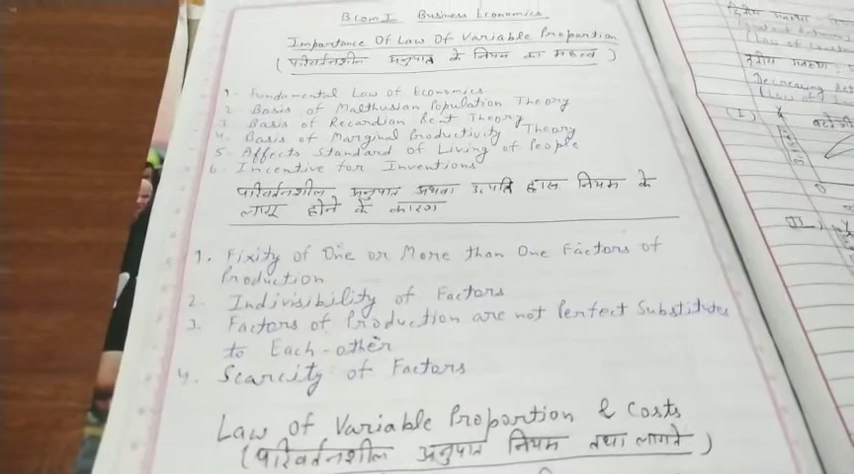 B com I Business Economics
Importance Of Law Of Variable Proportion
( परिवर्तनशील अनुपात के नियम का महत्व )
1. Fundamental Law of Economics
2. Basis of Malthusian Population Theory
3. Basis of Recardian Rent Theory
4. Basis of Marginal Productivity Theory
5. Affects Standard of Living of People
6. Incentive for Inventions
परिवर्तनशील अनुपात अथवा उत्पति ह्रास नियम के
लागू होने के कारण
1. Fixity of One or More than One Factors of
Production
2. Indivisibility of Factors
3. Factors of Production are not Perfect Substitutes
to Each-other
4. Scarcity of Factors
Law of Variable Proportion & Costs
(परिवर्तनशील अनुपात नियम तथा लागतें)
द्वितीय अवस्था
तृतीय अवस्था
Decreasing
(I)
II